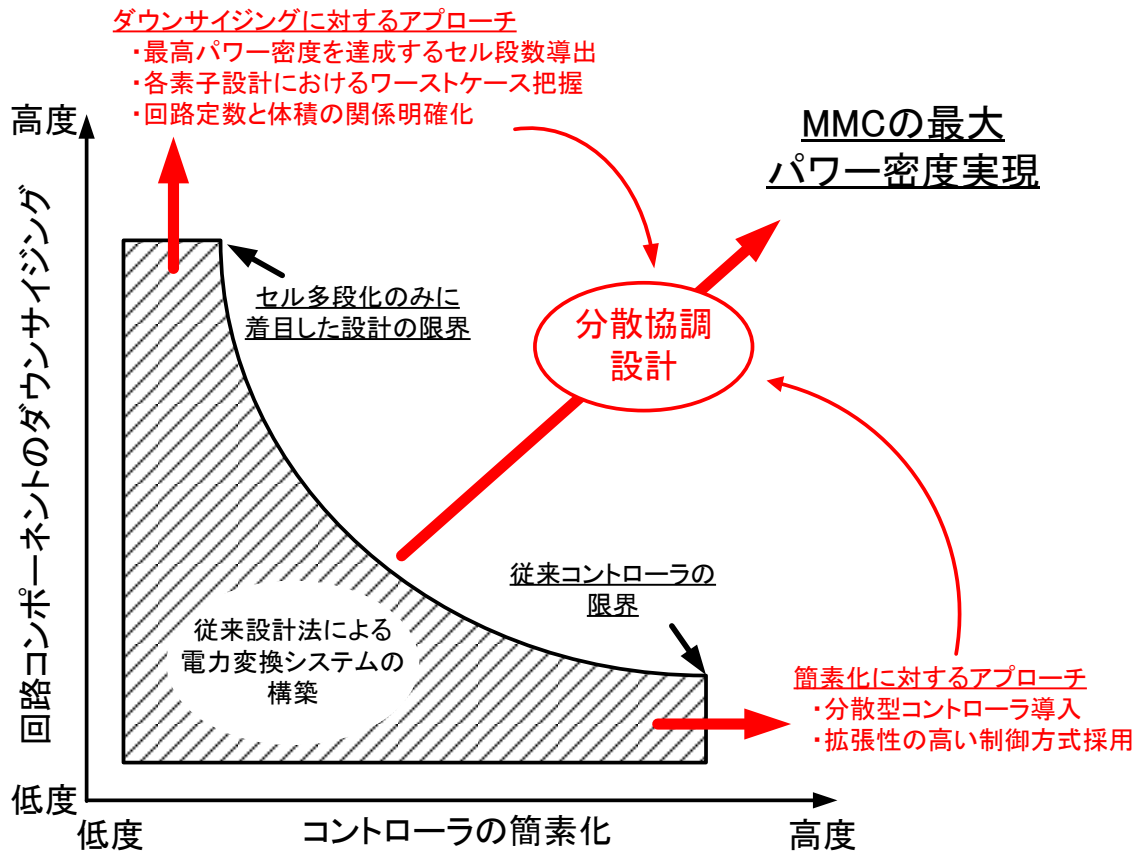 ダウンサイジングに対するアプローチ
・最高パワー密度を達成するセル段数導出
・各素子設計におけるワーストケース把握
・回路定数と体積の関係明確化
高度
MMCの最大
パワー密度実現
回路コンポーネントのダウンサイジング
セル多段化のみに
着目した設計の限界
分散協調
設計
従来コントローラの
限界
従来設計法による
電力変換システムの
構築
簡素化に対するアプローチ
・分散型コントローラ導入
・拡張性の高い制御方式採用
低度
低度
コントローラの簡素化
高度